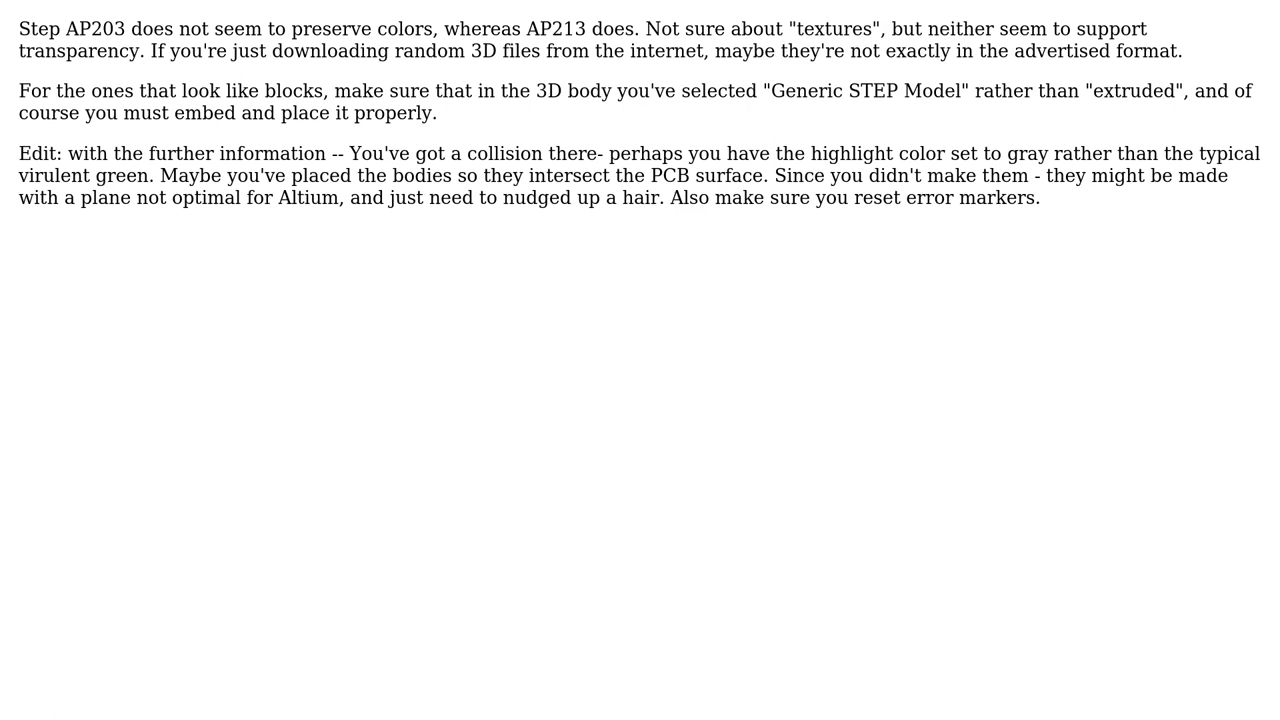 Step AP203 does not seem to preserve colors, whereas AP213 does. Not sure about "textures", but neither seem to support
transparency. If you're just downloading random 3D files from the internet, maybe they're not exactly in the advertised format.
For the ones that look like blocks, make sure that in the 3D body you've selected "Generic STEP Model" rather than "extruded", and of
course you must embed and place it properly.
Edit: with the further information -- You've got a collision there- perhaps you have the highlight color set to gray rather than the typical
virulent green. Maybe you've placed the bodies so they intersect the PCB surface. Since you didn't make them - they might be made
with a plane not optimal for Altium, and just need to nudged up a hair. Also make sure you reset error markers.